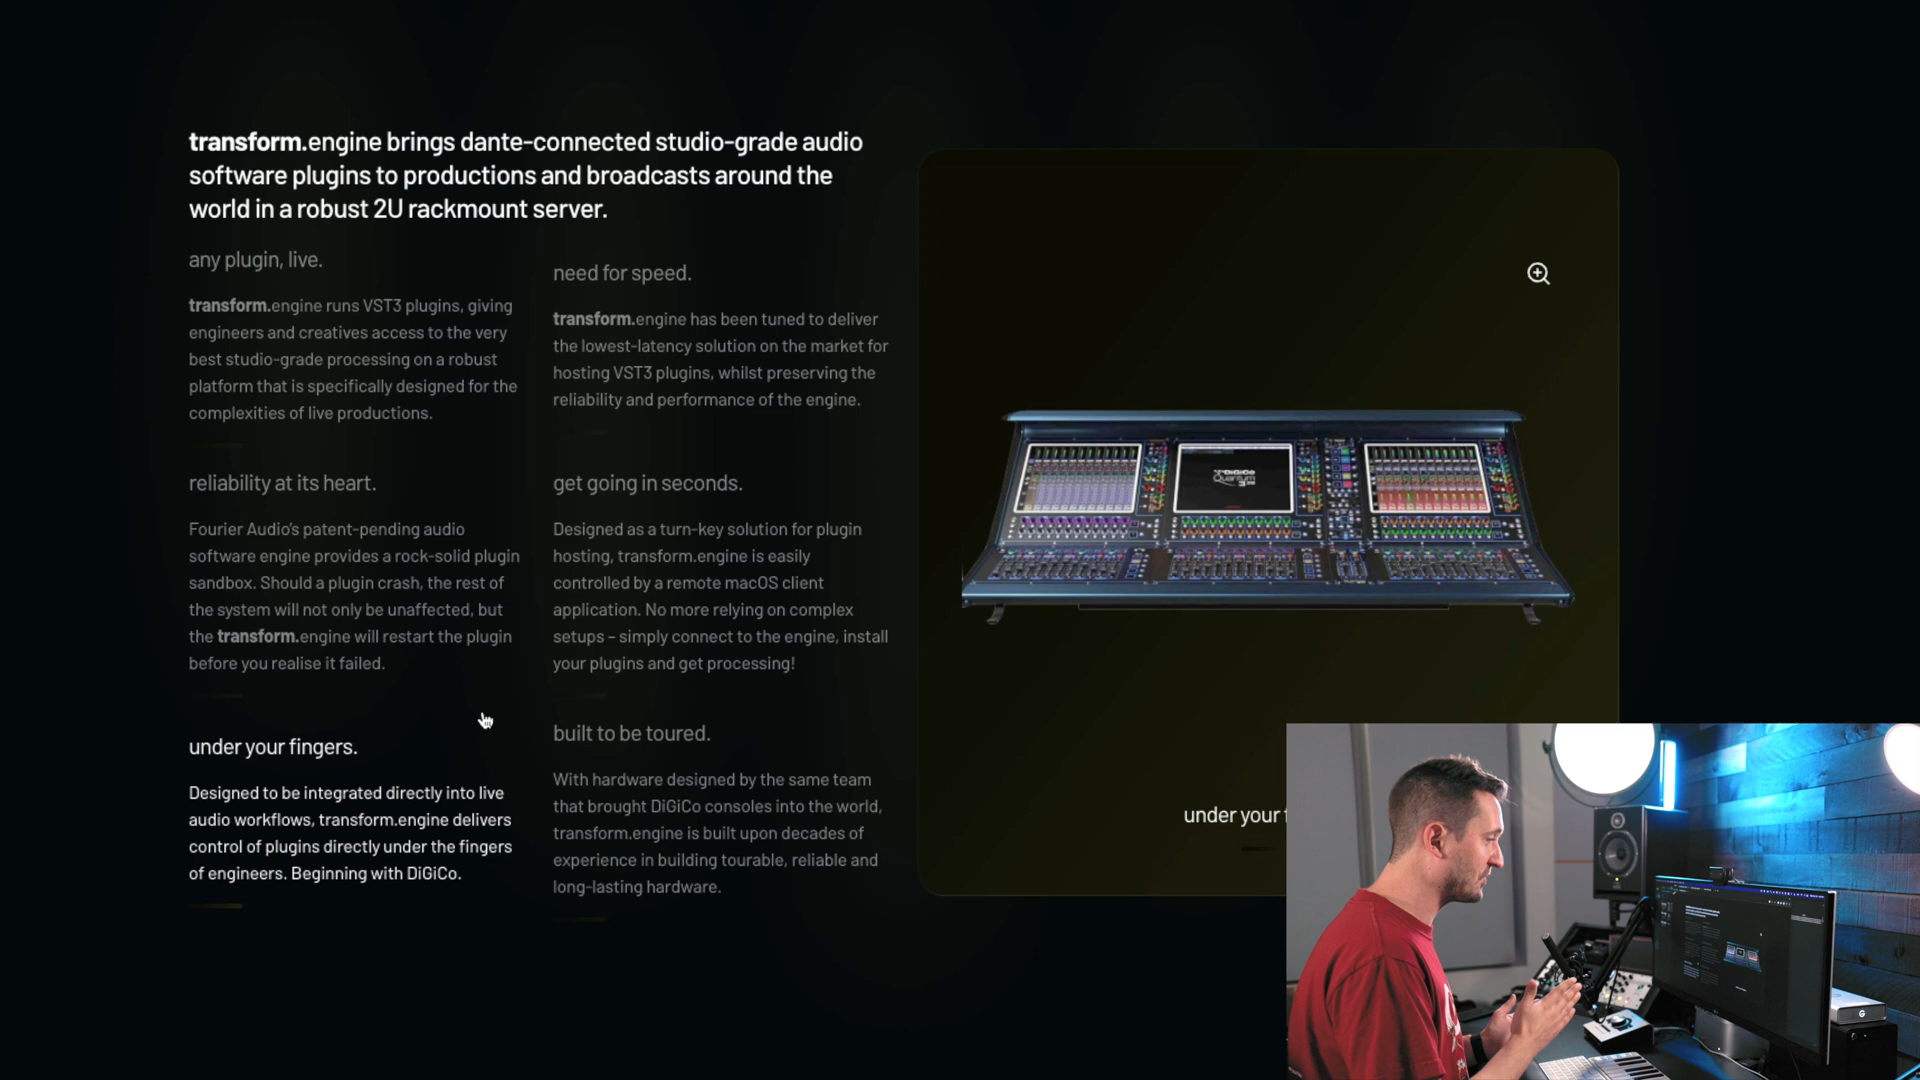 transform.engine brings dante-connected studio-grade audio
software plugins to productions and broadcasts around the
world in a robust 2U rackmount server.
any plugin, live.
transform.engine runs VST3 plugins, giving
engineers and creatives access to the very
best studio-grade processing on a robust
platform that is specifically designed for the
complexities of live productions.
need for speed.
transform.engine has been tuned to deliver
the lowest-latency solution on the market for
hosting VST3 plugins, whilst preserving the
reliability and performance of the engine.
reliability at its heart.
Fourier Audio's patent-pending audio
software engine provides a rock-solid plugin
sandbox. Should a plugin crash, the rest of
the system will not only be unaffected, but
the transform.engine will restart the plugin
before you realise it failed.
get going in seconds.
Designed as a turn-key solution for plugin
hosting, transform.engine is easily
controlled by a remote macOS client
application. No more relying on complex
setups – simply connect to the engine, install
your plugins and get processing!
under your fingers.
Designed to be integrated directly into live
audio workflows, transform.engine delivers
control of plugins directly under the fingers
of engineers. Beginning with DiGiCo.
built to be toured.
With hardware designed by the same team
that brought DiGiCo consoles into the world,
transform.engine is built upon decades of
experience in building tourable, reliable and
long-lasting hardware.
DiGiCo
Quantum
under your